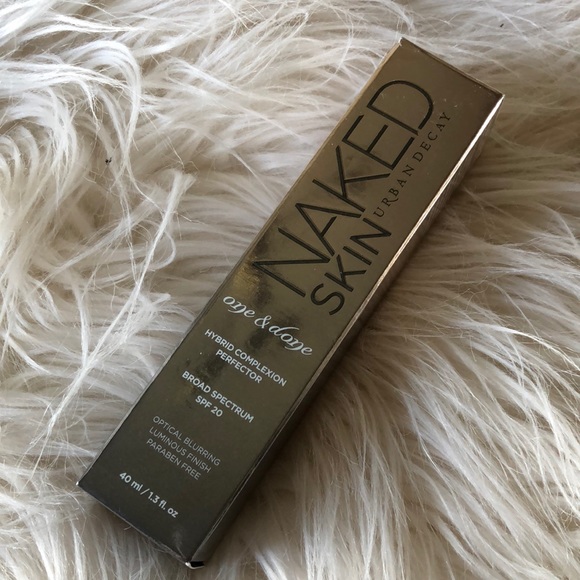 NAKED
SKIN
URBAN DECAY
one & done
HYBRID COMPLEXION
PERFECTOR
BROAD SPECTRUM
SPF 20
OPTICAL BLURRING
LUMINOUS FINISH
PARABEN FREE
40 ml / 1.3 fl. oz